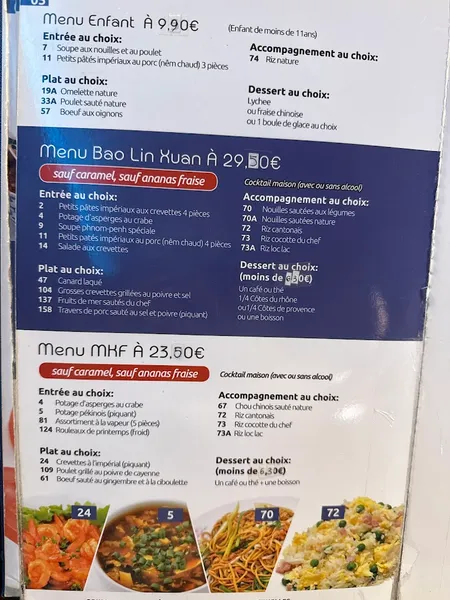 Menu Enfant À 9,90€
(Enfant de moins de 11ans)
Entrée au choix:
7 Soupe aux nouilles et au poulet
11 Petits pâtés impériaux au porc (nêm chaud) 3 pièces
Accompagnement au choix:
74 Riz nature
Plat au choix:
19A Omelette nature
33A Poulet sauté nature
57 Boeuf aux oignons
Dessert au choix:
Lychee
ou fraise chinoise
ou 1 boule de glace au choix
Menu Bao Lin Xuan À 29,50€
sauf caramel, sauf ananas fraise
Cocktail maison (avec ou sans alcool)
Entrée au choix:
2 Petits pâtes impériaux aux crevettes 4 pièces
4 Potage d'asperges au crabe
9 Soupe phnom-penh spéciale
11 Petits patés impériaux au porc (nêm chaud) 4 pièces
14 Salade aux crevettes
Accompagnement au choix:
70 Nouilles sautées aux légumes
70A Nouilles sautées nature
72 Riz cantonais
73 Riz cocotte du chef
73A Riz loc lac
Plat au choix:
47 Canard laqué
104 Grosses crevettes grillées au poivre et sel
137 Fruits de mer sautés du chef
158 Travers de porc sauté au sel et poivre (piquant)
Dessert au choix:
(moins de 6,30€)
Un café ou thé
1/4 Côtes du rhône
ou 1/4 Côtes de provence
ou une boisson
Menu MKF À 23,50€
sauf caramel, sauf ananas fraise
Cocktail maison (avec ou sans alcool)
Entrée au choix:
4 Potage d'asperges au crabe
5 Potage pékinois (piquant)
81 Assortiment à la vapeur (5 pièces)
124 Rouleaux de printemps (froid)
Accompagnement au choix:
67 Chou chinois sauté nature
72 Riz cantonais
73 Riz cocotte du chef
73A Riz loc lac
Plat au choix:
24 Crevettes à l'impérial (piquant)
109 Poulet grillé au poivre de cayenne
61 Boeuf sauté au gingembre et à la ciboulette
Dessert au choix:
(moins de 6,30€)
Un café ou thé + une boisson
24
5
70
72